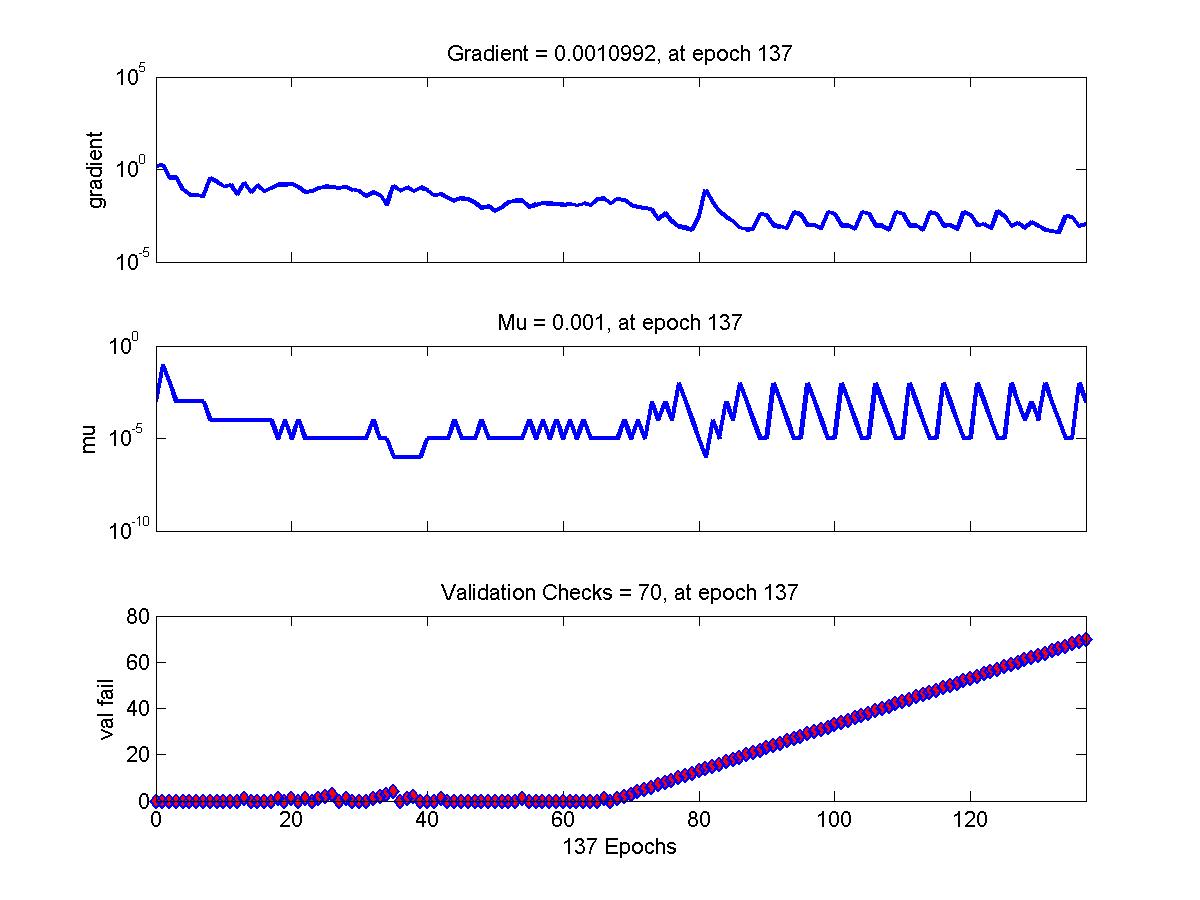 Gradient = 0.0010992, at epoch 137
10^5
10^0
10^-5
gradient
Mu = 0.001, at epoch 137
10^0
10^-5
10^-10
mu
Validation Checks = 70, at epoch 137
80
60
40
20
0
val fail
0 20 40 60 80 100 120
137 Epochs